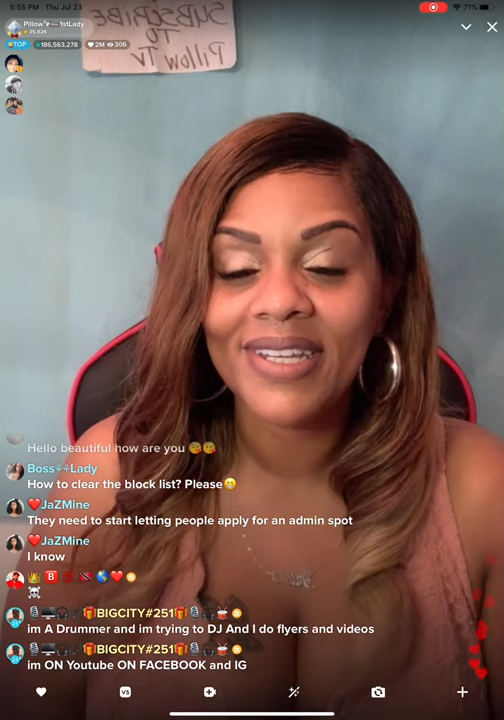 5:55 PM Thu Jul 23
71%
SUBSCRIBE
TO
Pillow Tv
Pillow 1stLady
35,926
TOP 186,563,278 2M 306
Hello beautiful how are you 😘😘
Boss Lady
How to clear the block list? Please😁
❤️JaZMine
They need to start letting people apply for an admin spot
❤️JaZMine
I know
👑 🅱️ 🇹🇹 🌎❤️
☠️
🎙🖥🎧🎁BIGCITY#251🎁🎙🎧🥁
im A Drummer and im trying to DJ And I do flyers and videos
🎙🖥🎧🎁BIGCITY#251🎁🎙🎧🥁
im ON Youtube ON FACEBOOK and IG
VS